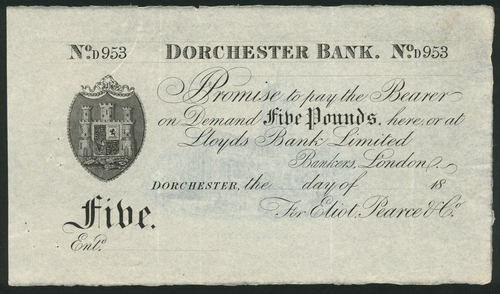 No. D953 DORCHESTER BANK. No. D953
I Promise to pay the Bearer
on Demand Five Pounds, here, or at
Lloyds Bank Limited
Bankers, London
DORCHESTER, the day of 18
Five. For Eliot, Pearce & Co.
Entd.